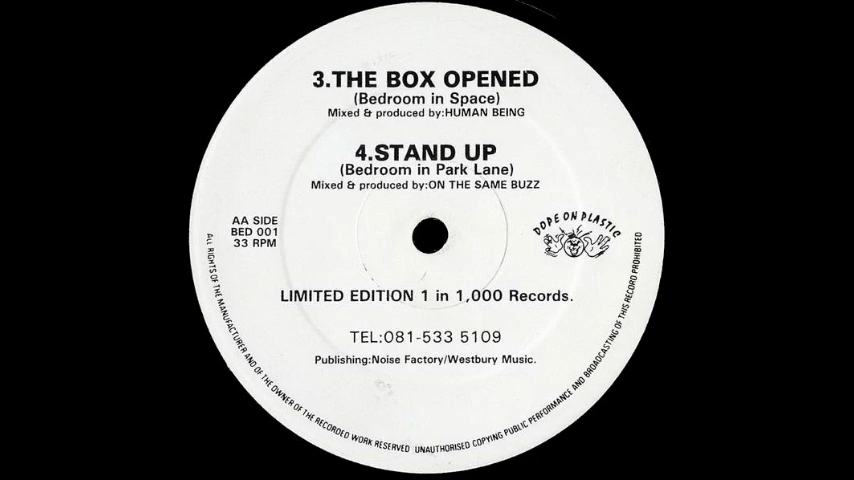 3.THE BOX OPENED
(Bedroom in Space)
Mixed & produced by:HUMAN BEING
4.STAND UP
(Bedroom in Park Lane)
Mixed & produced by:ON THE SAME BUZZ
AA SIDE
BED 001
33 RPM
DOPE ON PLASTIC
LIMITED EDITION 1 in 1,000 Records.
TEL:081-533 5109
Publishing:Noise Factory/Westbury Music.
ALL RIGHTS OF THE MANUFACTURER AND OF THE OWNER OF THE RECORDED WORK RESERVED UNAUTHORISED COPYING PUBLIC PERFORMANCE AND BROADCASTING OF THIS RECORD PROHIBITED